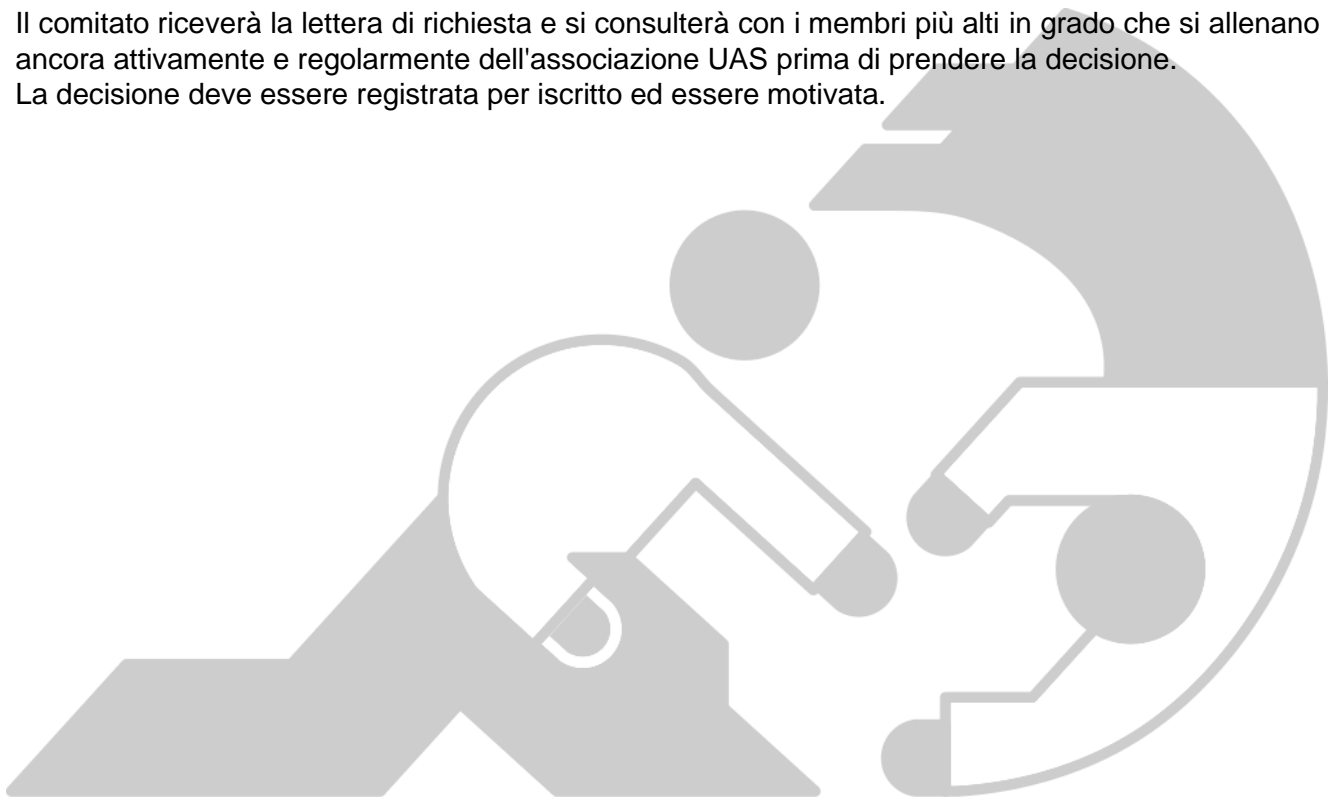 Il comitato riceverà la lettera di richiesta e si consulterà con i membri più alti in grado che si allenano
ancora attivamente e regolarmente dell'associazione UAS prima di prendere la decisione.
La decisione deve essere registrata per iscritto ed essere motivata.